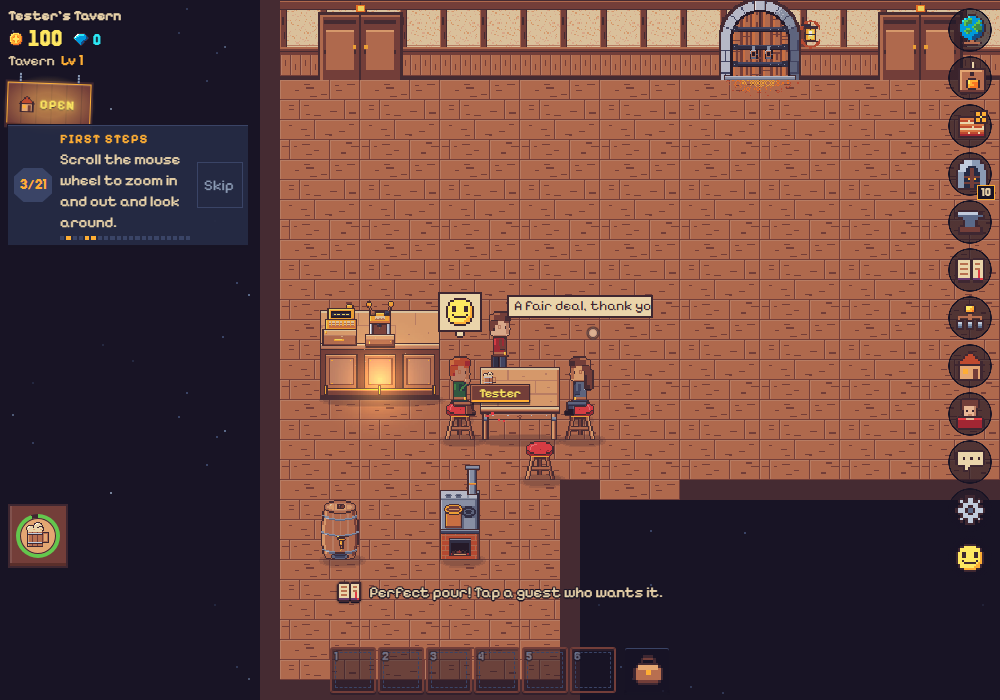 Tester's Tavern
100 0
Tavern Lv 1
OPEN
FIRST STEPS
3/21
Scroll the mouse
wheel to zoom in
and out and look
around.
Skip
10
A fair deal, thank yo
Tester
Perfect pour! Tap a guest who wants it.
1 2 3 4 5 6